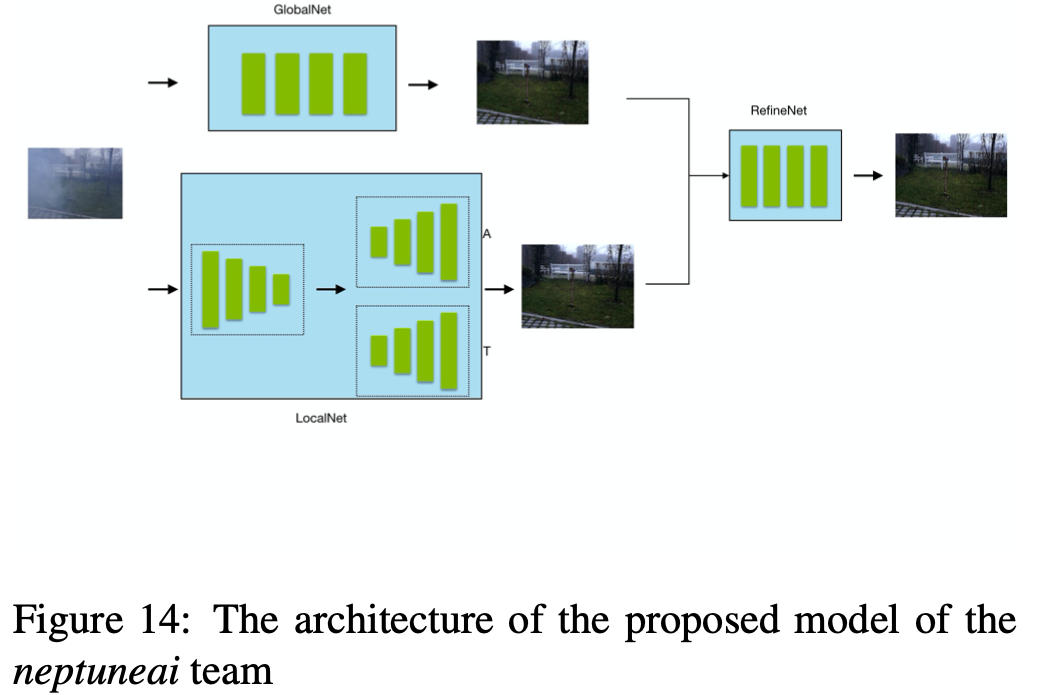 GlobalNet
RefineNet
A
T
LocalNet
Figure 14: The architecture of the proposed model of the
neptuneai team